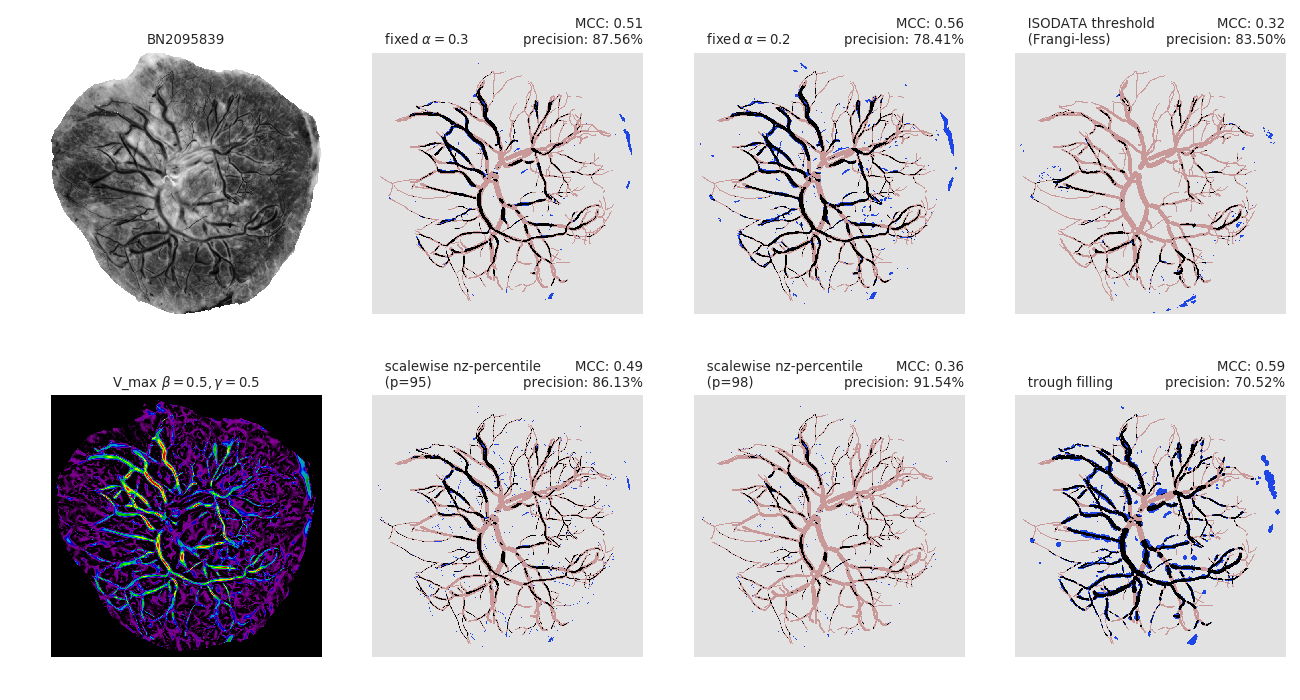 BN2095839
fixed α = 0.3
MCC: 0.51
precision: 87.56%
fixed α = 0.2
MCC: 0.56
precision: 78.41%
ISODATA threshold
(Frangi-less)
MCC: 0.32
precision: 83.50%
V_max β = 0.5, γ = 0.5
scalewise nz-percentile
(p=95)
MCC: 0.49
precision: 86.13%
scalewise nz-percentile
(p=98)
MCC: 0.36
precision: 91.54%
trough filling
MCC: 0.59
precision: 70.52%